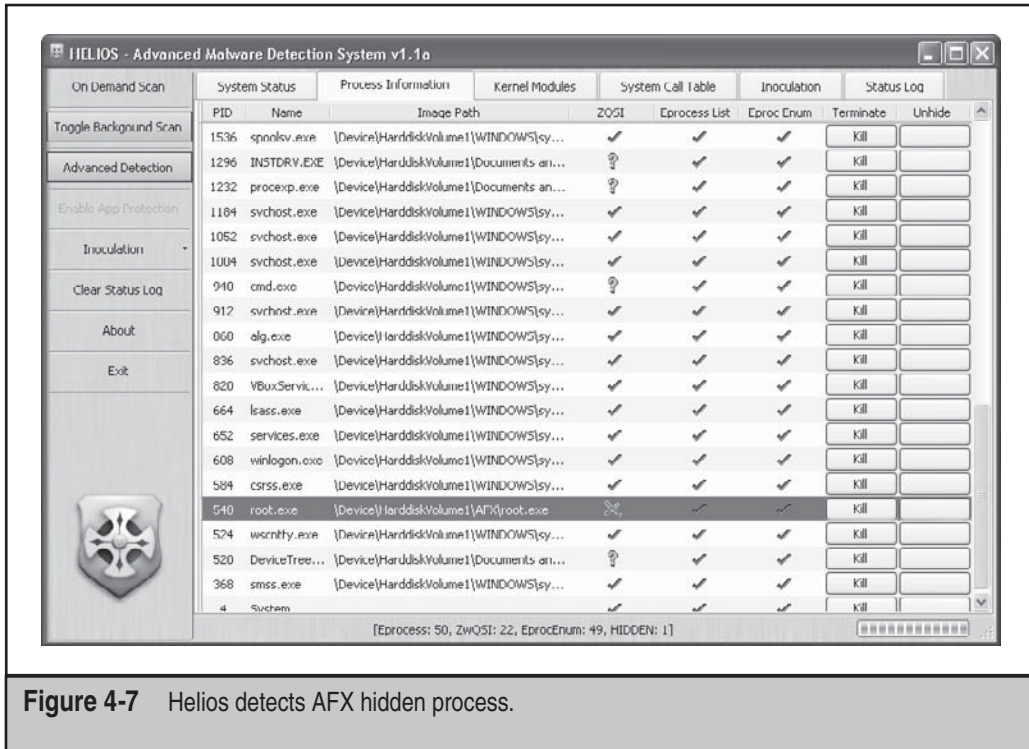 HELIOS - Advanced Malware Detection System v1.1a
On Demand Scan
Toggle Backgound Scan
Advanced Detection
Enable App Protection
Inoculation
Clear Status Log
About
Exit
System Status Process Information Kernel Modules System Call Table Inoculation Status Log
PID Name Image Path ZQSI Eprocess List Eproc Enum Terminate Unhide
1536 spoolsv.exe \Device\HarddiskVolume1\WINDOWS\sy... Kill
1296 INSTDRV.EXE \Device\HarddiskVolume1\Documents an... Kill
1232 procexp.exe \Device\HarddiskVolume1\Documents an... Kill
1184 svchost.exe \Device\HarddiskVolume1\WINDOWS\sy... Kill
1052 svchost.exe \Device\HarddiskVolume1\WINDOWS\sy... Kill
1004 svchost.exe \Device\HarddiskVolume1\WINDOWS\sy... Kill
940 cmd.exe \Device\HarddiskVolume1\WINDOWS\sy... Kill
912 svchost.exe \Device\HarddiskVolume1\WINDOWS\sy... Kill
860 alg.exe \Device\HarddiskVolume1\WINDOWS\sy... Kill
836 svchost.exe \Device\HarddiskVolume1\WINDOWS\sy... Kill
820 VBoxServic... \Device\HarddiskVolume1\WINDOWS\sy... Kill
664 lsass.exe \Device\HarddiskVolume1\WINDOWS\sy... Kill
652 services.exe \Device\HarddiskVolume1\WINDOWS\sy... Kill
608 winlogon.exe \Device\HarddiskVolume1\WINDOWS\sy... Kill
584 csrss.exe \Device\HarddiskVolume1\WINDOWS\sy... Kill
540 root.exe \Device\HarddiskVolume1\AFX\root.exe Kill
524 wscntfy.exe \Device\HarddiskVolume1\WINDOWS\sy... Kill
520 DeviceTree... \Device\HarddiskVolume1\Documents an... Kill
368 smss.exe \Device\HarddiskVolume1\WINDOWS\sy... Kill
4 System Kill
[Eprocess: 50, ZwQSI: 22, EprocEnum: 49, HIDDEN: 1]
Figure 4-7 Helios detects AFX hidden process.